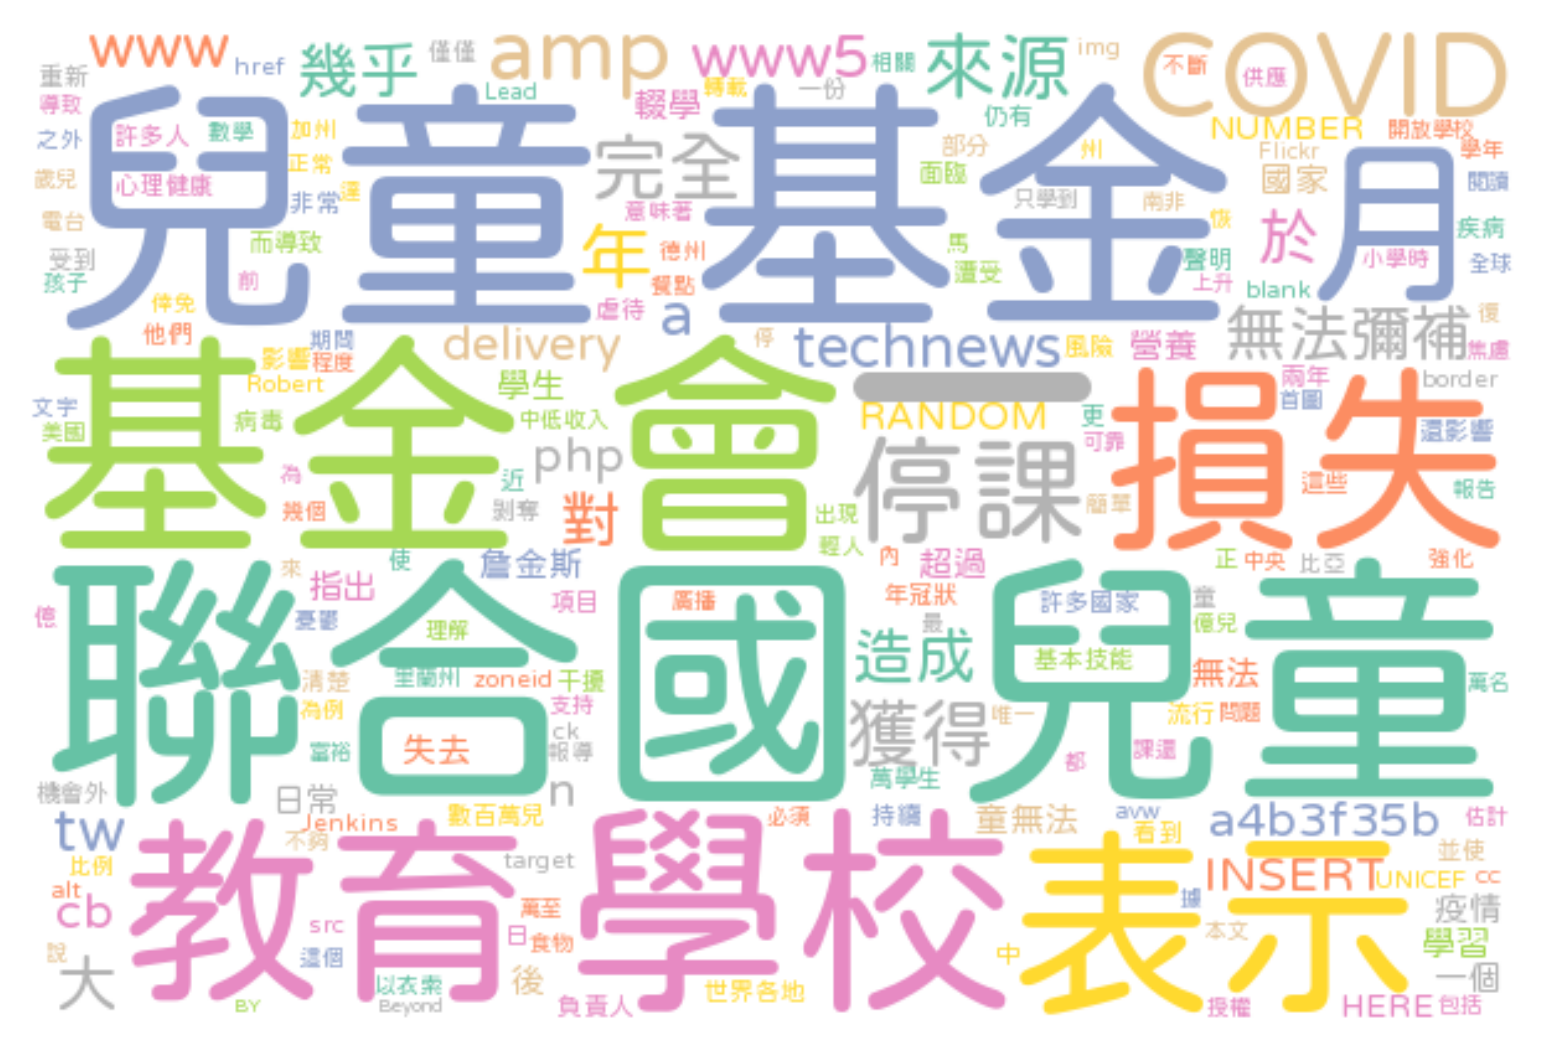 www
href
幾乎
僅僅
amp
www5
相關
來源
img
COVID
不斷
供應
重新
導致
Lead
輟學
轉載
一份
仍有
NUMBER
開放學校
之外
許多人
數學
加州
正常
完全
部分
州
Flickr
學年
歲兒
心理健康
非常
達
兒童基金
面臨
只學到
南非
國家
月
閱讀
電台
而導致
意味著
年
德州
馬
恢
於
疾病
受到
孩子
前
餐點
遭受
聲明
上升
小學時
全球
倖免
虐待
a
blank
他們
期間
delivery
停
technews
風險
營養
無法彌補
復
焦慮
影響
程度
Robert
學生
一
兩年
border
文字
美國
病毒
基金會
中低收入
RANDOM
更
可靠
損失
首圖
還影響
為
近
php
停課
這些
報告
幾個
剝奪
對
出現
簡單
輕人
來
使
詹金斯
內
超過
正
中央
比亞
強化
億
憂鬱
指出
項目
廣播
年冠狀
許多國家
童
億兒
聯合國兒童
理解
最
造成
基本技能
無法
萬名
清楚
里蘭州
zoneid
干擾
為例
支持
獲得
唯一
流行
問題
富裕
失去
ck
報導
都
課還
機會外
日常
n
萬學生
tw
Jenkins
數百萬兒
必須
持續
童無法
avw
看到
a4b3f35b
估計
比例
不夠
target
並使
alt
cb
教育
學校
表示
INSERT
UNICEF
cc
src
萬至
據
疫情
說
這個
日
食物
中
本文
學習
大
以衣索
後
一個
BY
Beyond
負責人
世界各地
授權
HERE
包括